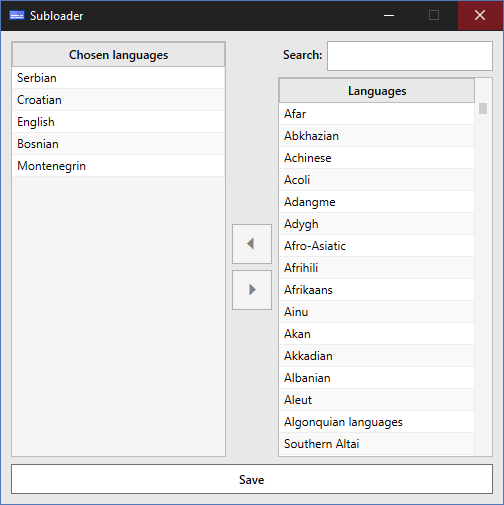 Subloader
Chosen languages
Serbian
Croatian
English
Bosnian
Montenegrin
Search:
Languages
Afar
Abkhazian
Achinese
Acoli
Adangme
Adygh
Afro-Asiatic
Afrihili
Afrikaans
Ainu
Akan
Akkadian
Albanian
Aleut
Algonquian languages
Southern Altai
Save